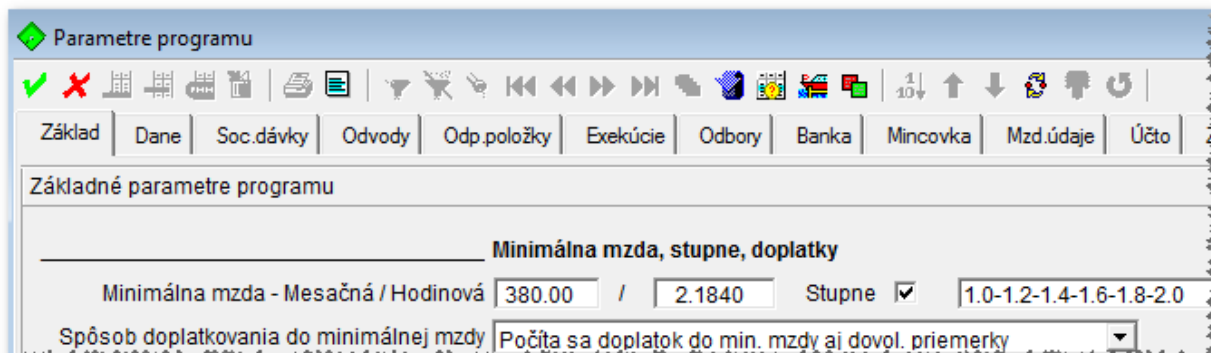 Parametre programu
Základ Dane Soc.dávky Odvody Odp.položky Exekúcie Odbory Banka Mincovka Mzd.údaje Účto
Základné parametre programu
Minimálna mzda, stupne, doplatky
Minimálna mzda - Mesačná / Hodinová 380.00 / 2.1840 Stupne 1.0-1.2-1.4-1.6-1.8-2.0
Spôsob doplatkovania do minimálnej mzdy Počíta sa doplatok do min. mzdy aj dovol. priemerky